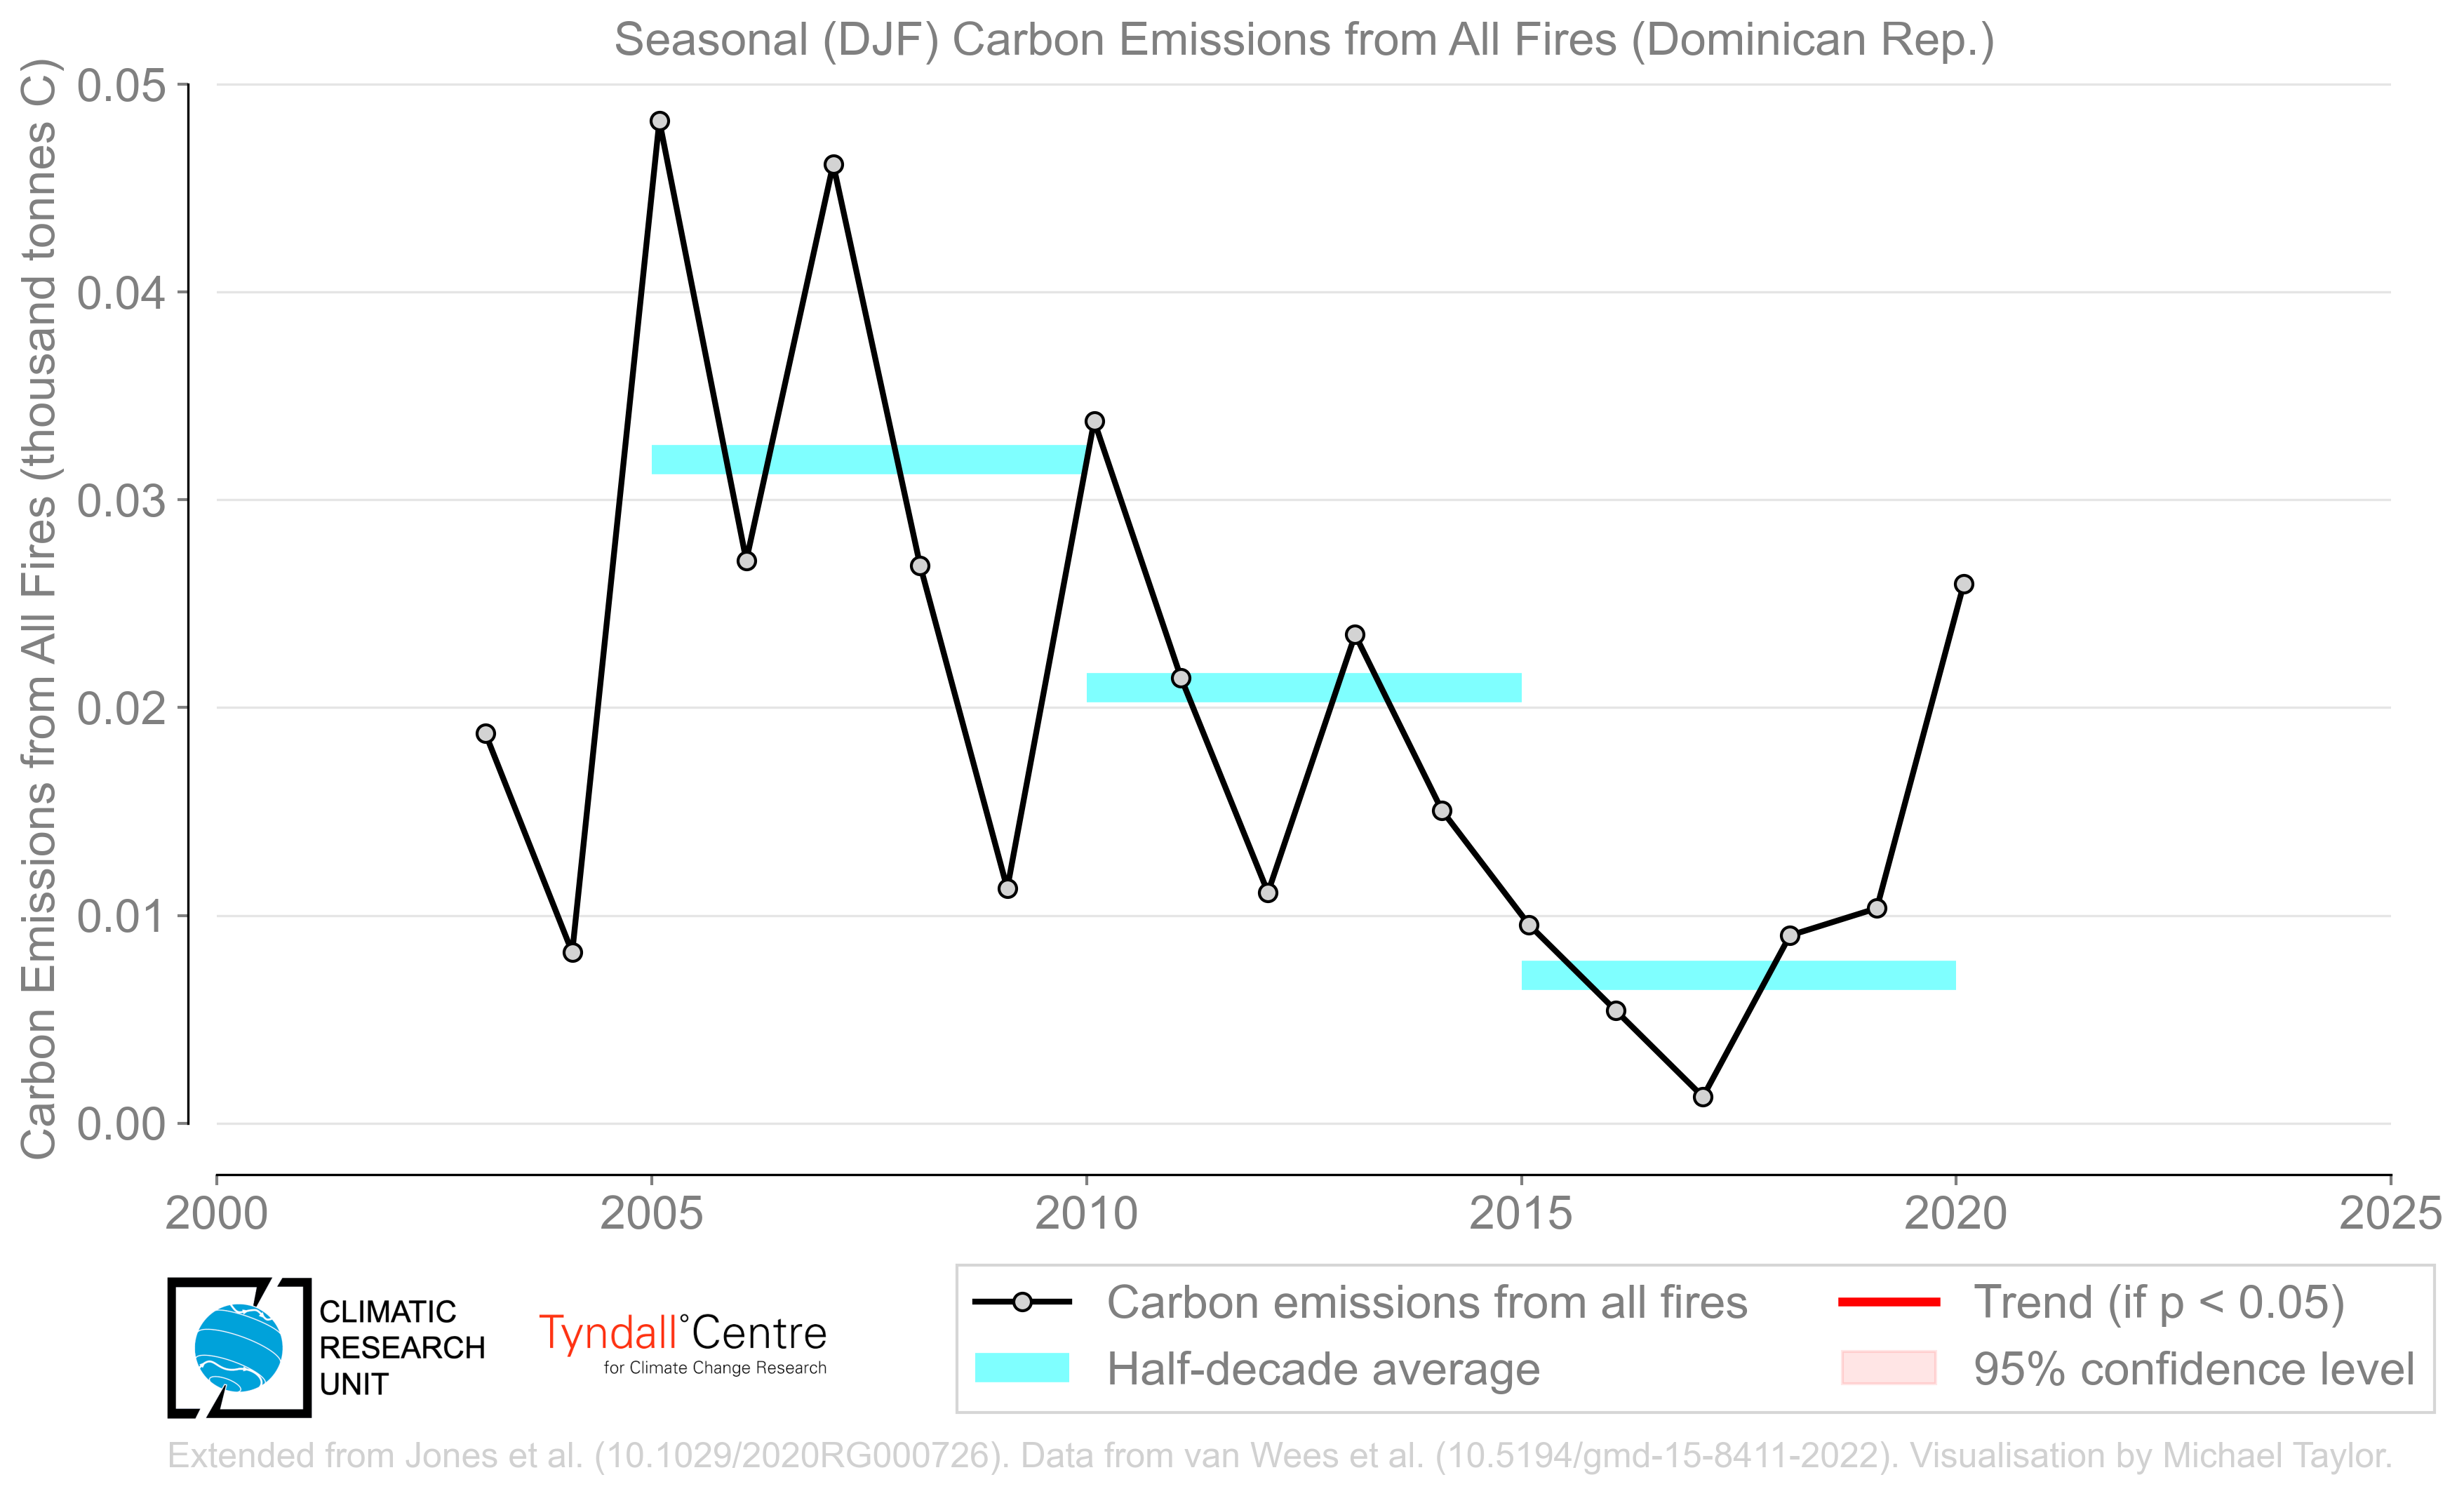 Seasonal (DJF) Carbon Emissions from All Fires (Dominican Rep.)
Carbon Emissions from All Fires (thousand tonnes C)
0.05
0.04
0.03
0.02
0.01
0.00
2000 2005 2010 2015 2020 2025
CLIMATIC
RESEARCH
UNIT
Tyndall°Centre
for Climate Change Research
Carbon emissions from all fires
Half-decade average
Trend (if p < 0.05)
95% confidence level
Extended from Jones et al. (10.1029/2020RG000726). Data from van Wees et al. (10.5194/gmd-15-8411-2022). Visualisation by Michael Taylor.